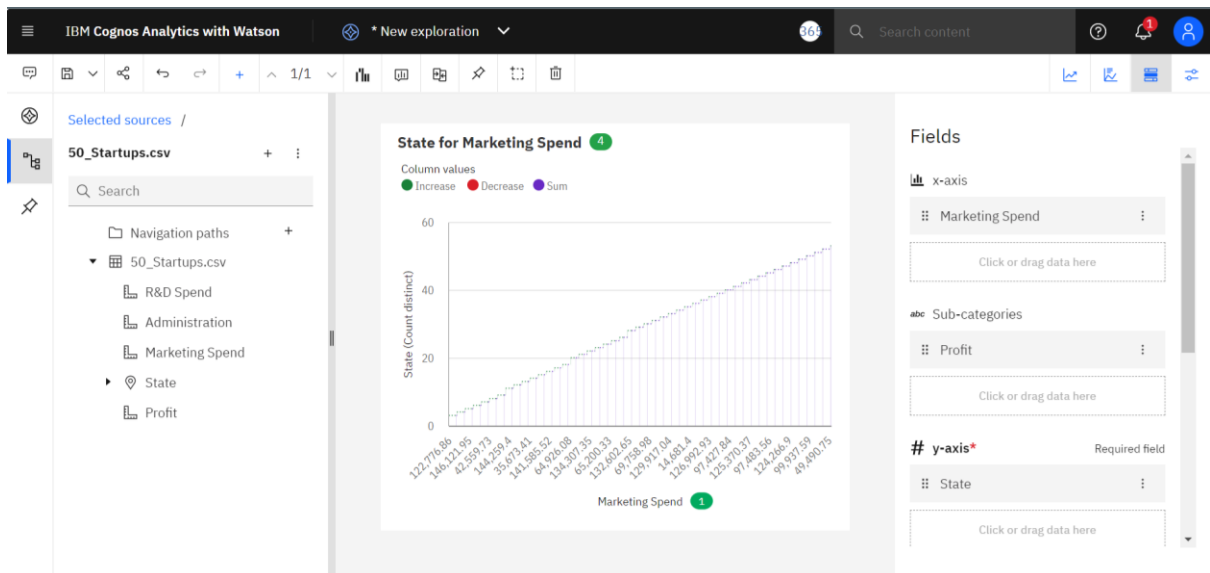 IBM Cognos Analytics with Watson
* New exploration
365
Search content
1
1/1
Selected sources /
50_Startups.csv
Search
Navigation paths
50_Startups.csv
R&D Spend
Administration
Marketing Spend
State
Profit
State for Marketing Spend 4
Column values
Increase Decrease Sum
60
40
20
0
State (Count distinct)
122,776.86 146,121.95 42,559.73 144,259.4 35,673.41 141,585.52 64,926.08 134,307.35 65,200.33 132,602.65 69,758.98 129,917.04 14,681.4 126,992.93 97,427.84 125,370.37 97,483.56 124,266.9 99,937.59 49,490.75
Marketing Spend 1
Fields
x-axis
Marketing Spend
Click or drag data here
abc Sub-categories
Profit
Click or drag data here
# y-axis* Required field
State
Click or drag data here